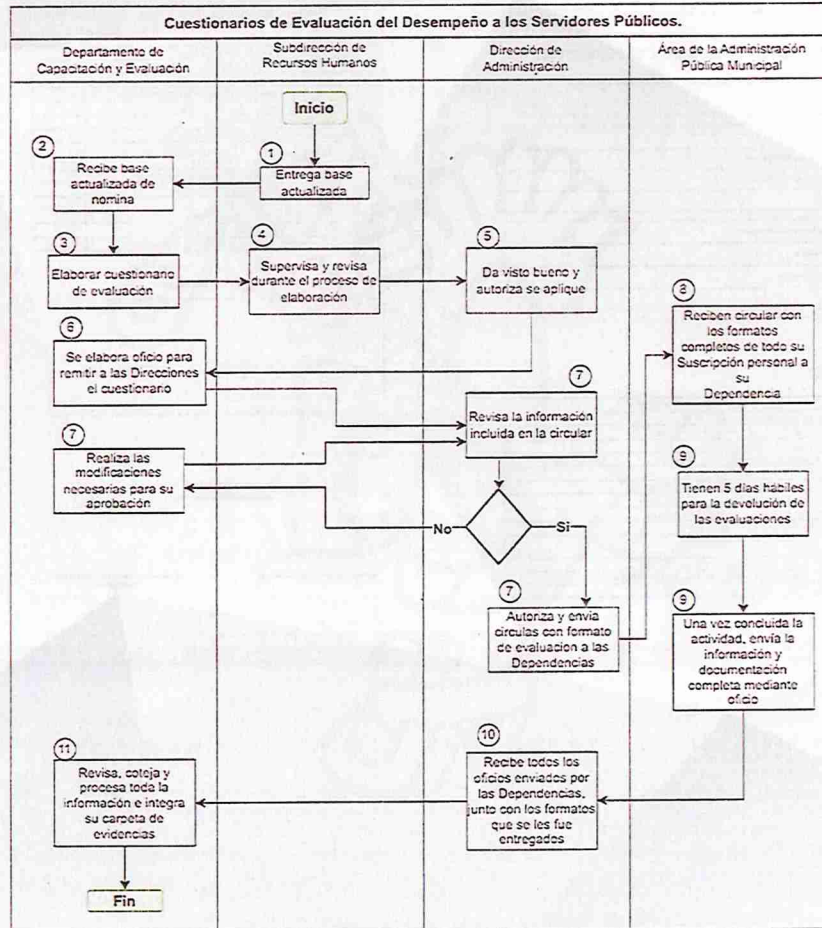 Cuestionarios de Evaluación del Desempeño a los Servidores Públicos.
Departamento de
Capacitación y Evaluación
Subdirección de
Recursos Humanos
Dirección de
Administración
Área de la Administración
Pública Municipal
Inicio
1
Entrega base
actualizada
2
Recibe base
actualizada de
nomina
3
Elaborar cuestionario
de evaluación
4
Supervisa y revisa
durante el proceso de
elaboración
5
Da visto bueno y
autoriza se aplique
6
Se elabora oficio para
remitir a las Direcciones
el cuestionario
7
Revisa la información
incluida en la circular
7
Realiza las
modificaciones
necesarias para su
aprobación
No
Si
7
Autoriza y envía
circulas con formato
de evaluacion a las
Dependencias
8
Reciben circular con
los formatos
completos de todo su
Suscripción personal a
su
Dependencia
9
Tienen 5 días hábiles
para la devolución de
las evaluaciones
9
Una vez concluida la
actividad, envía la
información y
documentación
completa mediante
oficio
10
Recibe todos los
oficios enviados por
las Dependencias,
junto con los formatos
que se les fue
entregados
11
Revisa, coteja y
procesa toda la
información e integra
su carpeta de
evidencias
Fin